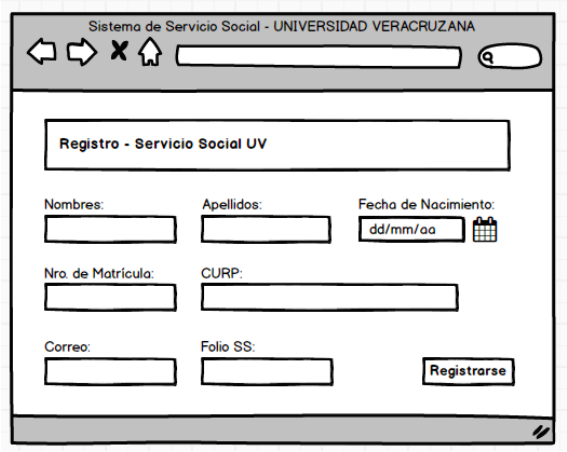 Sistema de Servicio Social - UNIVERSIDAD VERACRUZANA
Registro - Servicio Social UV
Nombres: Apellidos: Fecha de Nacimiento:
dd/mm/aa
Nro. de Matrícula: CURP:
Correo: Folio SS:
Registrarse